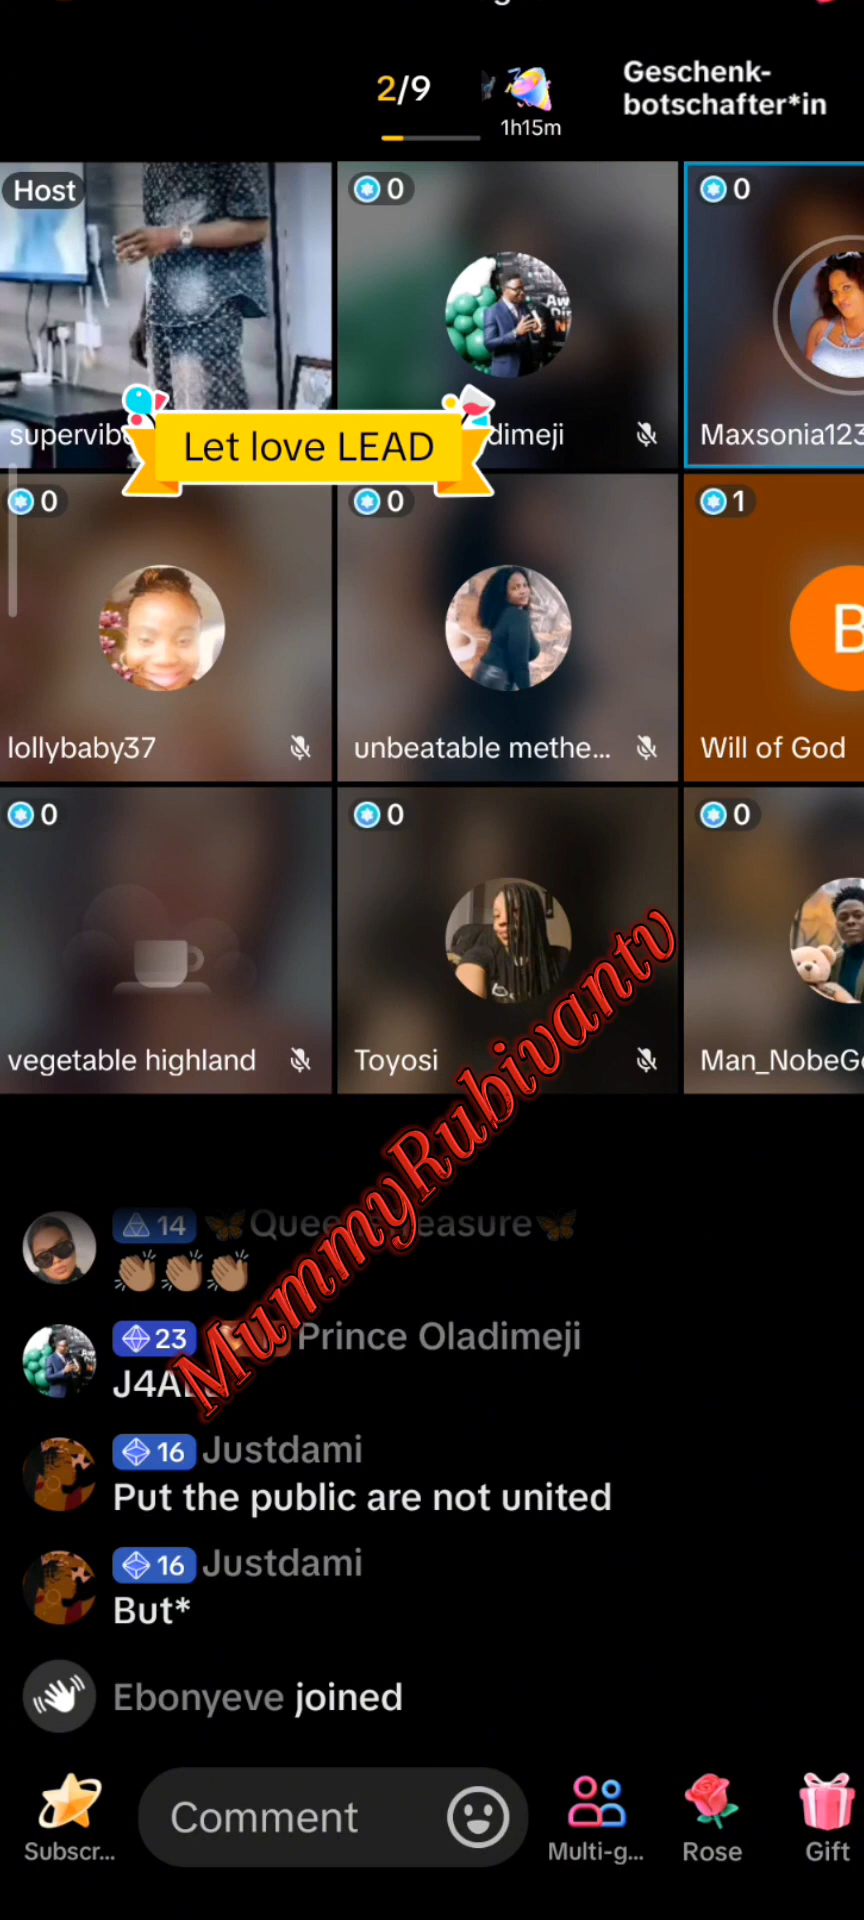 2/9
1h15m
Geschenk-
botschafter*in
Host
0
0
supervib
dimeji
Maxsonia123
Let love LEAD
0
0
1
B
lollybaby37
unbeatable methe...
Will of God
0
0
0
vegetable highland
Toyosi
Man_NobeG
MummyRubivantv
14
23 Prince Oladimeji
16 Justdami
Put the public are not united
16 Justdami
But*
Ebonyeve joined
Comment
Subscr...
Multi-g...
Rose
Gift